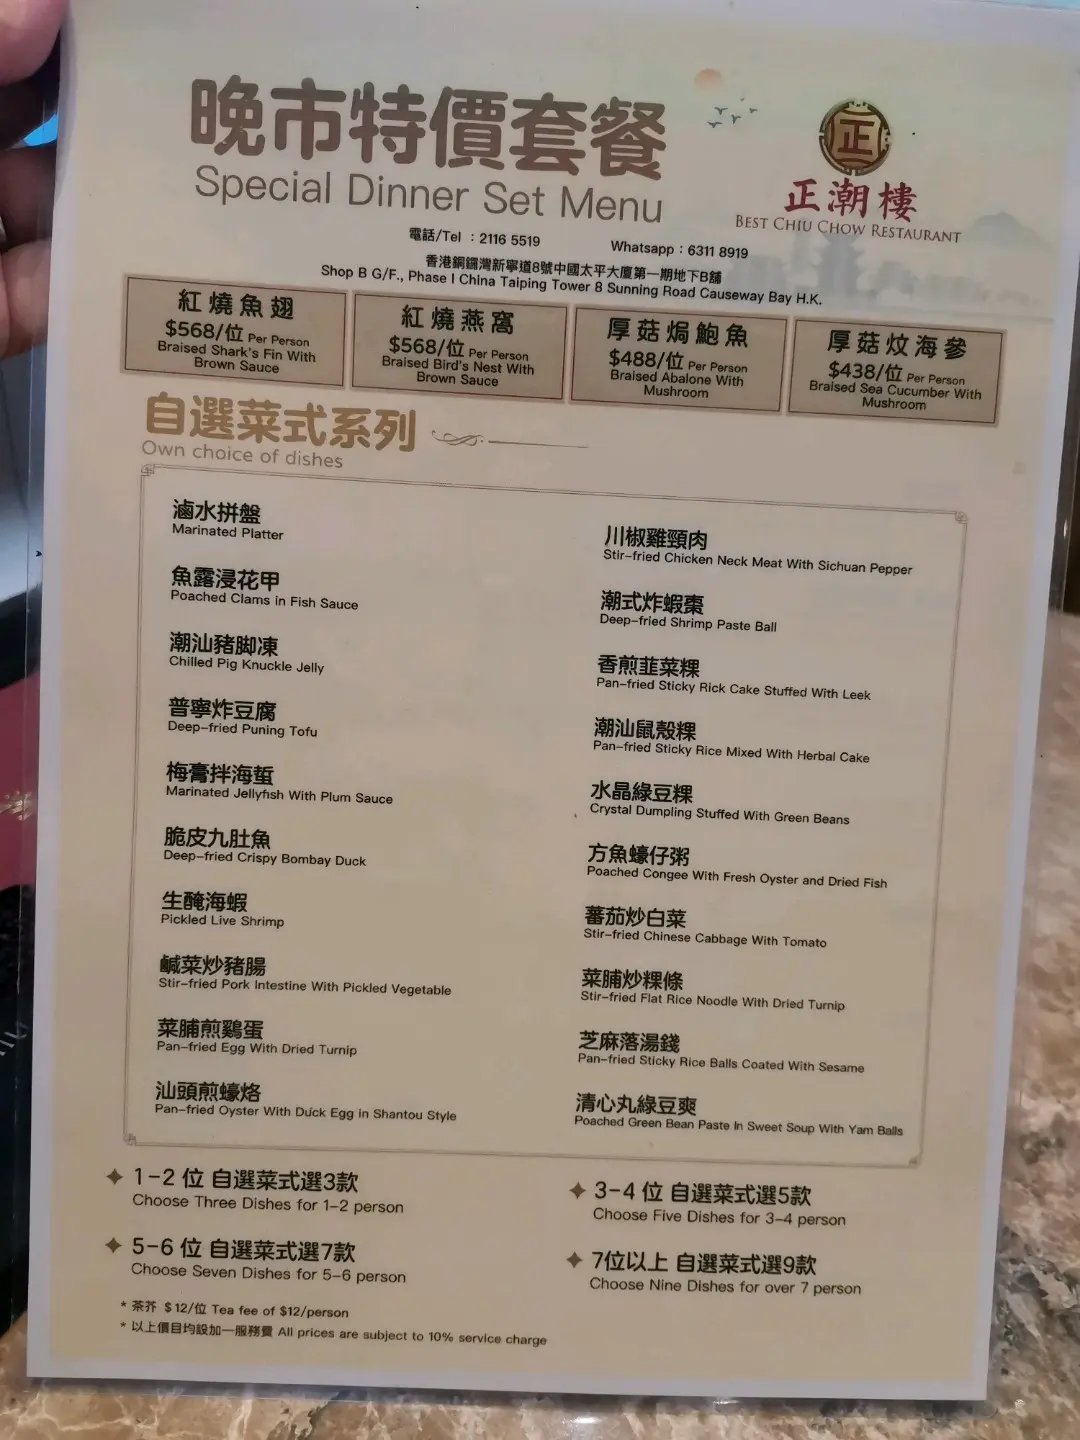 晚市特價套餐
Special Dinner Set Menu
正
正潮樓
BEST CHIU CHOW RESTAURANT
電話/Tel : 2116 5519
Whatsapp : 6311 8919
香港銅鑼灣新寧道8號中國太平大廈第一期地下B舖
Shop B G/F., Phase I China Taiping Tower 8 Sunning Road Causeway Bay H.K.
紅燒魚翅
$568/位 Per Person
Braised Shark's Fin With
Brown Sauce
紅燒燕窩
$568/位 Per Person
Braised Bird's Nest With
Brown Sauce
厚菇焗鮑魚
$488/位 Per Person
Braised Abalone With
Mushroom
厚菇炆海參
$438/位 Per Person
Braised Sea Cucumber With
Mushroom
自選菜式系列
Own choice of dishes
滷水拼盤
Marinated Platter
魚露浸花甲
Poached Clams in Fish Sauce
潮汕豬脚凍
Chilled Pig Knuckle Jelly
普寧炸豆腐
Deep-fried Puning Tofu
梅膏拌海蜇
Marinated Jellyfish With Plum Sauce
脆皮九肚魚
Deep-fried Crispy Bombay Duck
生醃海蝦
Pickled Live Shrimp
鹹菜炒豬腸
Stir-fried Pork Intestine With Pickled Vegetable
菜脯煎鷄蛋
Pan-fried Egg With Dried Turnip
汕頭煎蠔烙
Pan-fried Oyster With Duck Egg in Shantou Style
川椒雞頸肉
Stir-fried Chicken Neck Meat With Sichuan Pepper
潮式炸蝦棗
Deep-fried Shrimp Paste Ball
香煎韭菜粿
Pan-fried Sticky Rick Cake Stuffed With Leek
潮汕鼠殼粿
Pan-fried Sticky Rice Mixed With Herbal Cake
水晶綠豆粿
Crystal Dumpling Stuffed With Green Beans
方魚蠔仔粥
Poached Congee With Fresh Oyster and Dried Fish
蕃茄炒白菜
Stir-fried Chinese Cabbage With Tomato
菜脯炒粿條
Stir-fried Flat Rice Noodle With Dried Turnip
芝麻落湯錢
Pan-fried Sticky Rice Balls Coated With Sesame
清心丸綠豆爽
Poached Green Bean Paste In Sweet Soup With Yam Balls
1-2 位 自選菜式選3款
Choose Three Dishes for 1-2 person
3-4 位 自選菜式選5款
Choose Five Dishes for 3-4 person
5-6 位 自選菜式選7款
Choose Seven Dishes for 5-6 person
7位以上 自選菜式選9款
Choose Nine Dishes for over 7 person
* 茶芥 $12/位 Tea fee of $12/person
* 以上價目均設加一服務費 All prices are subject to 10% service charge